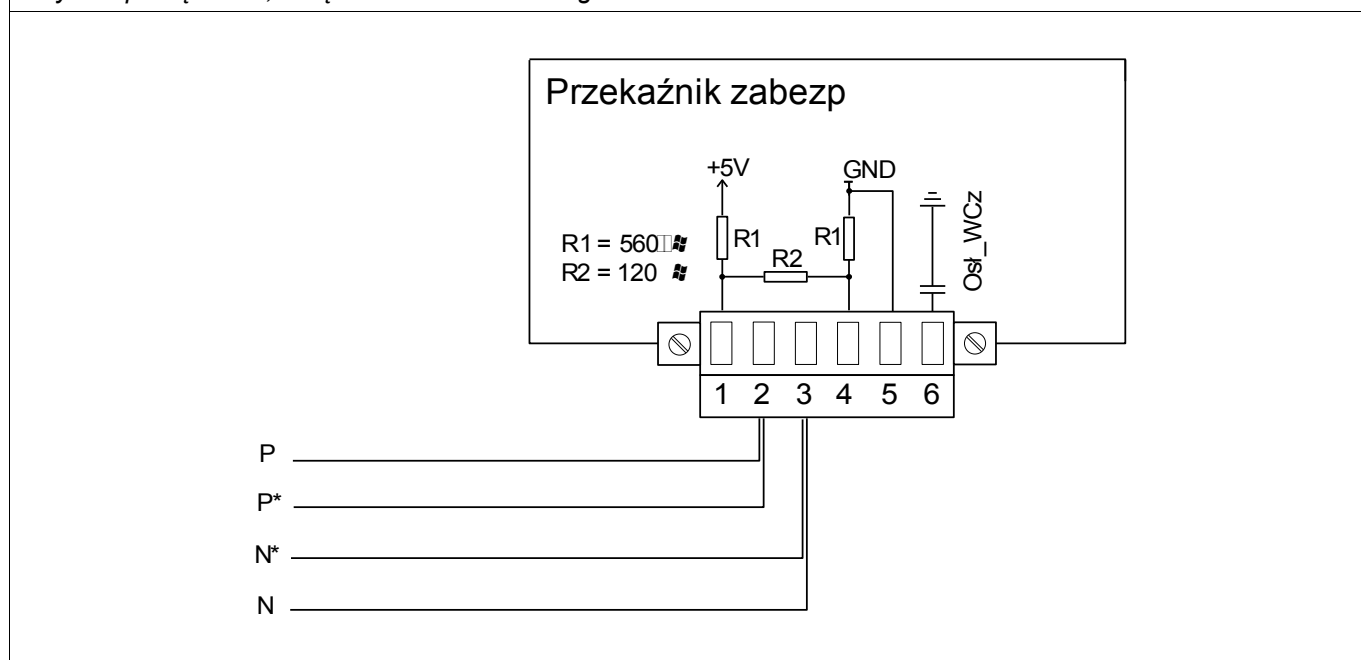 Przekaźnik zabezp
+5V
GND
R1 = 560
R1
R1
R2 = 120
R2
Osł_WCz
1 2 3 4 5 6
P
P*
N*
N